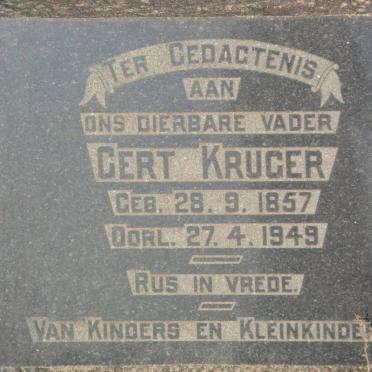 TER GEDAGTENIS
AAN
ONS DIERBARE VADER
GERT KRUGER
GEB. 28. 9. 1857
OORL. 27. 4. 1949
RUS IN VREDE.
VAN KINDERS EN KLEINKINDE